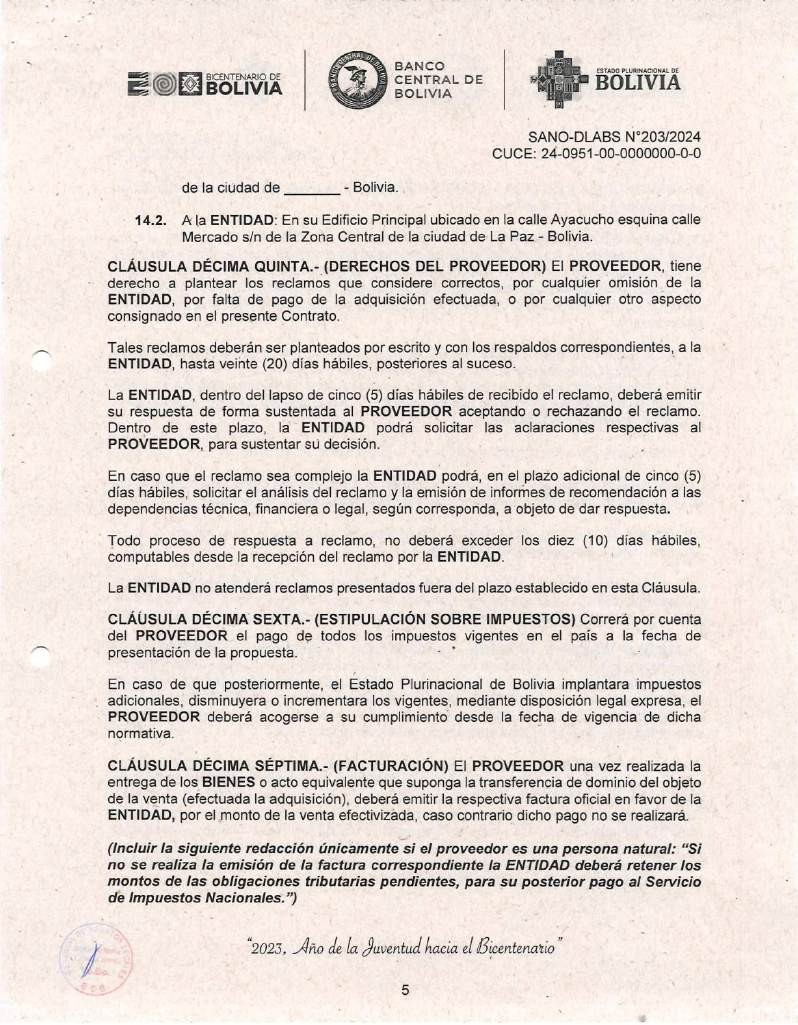 BICENTENARIO DE
BOLIVIA
BANCO
CENTRAL DE
BOLIVIA
ESTADO PLURINACIONAL DE
BOLIVIA
SANO-DLABS N°203/2024
CUCE: 24-0951-00-0000000-0-0
de la ciudad de _______ - Bolivia.
14.2. A la ENTIDAD: En su Edificio Principal ubicado en la calle Ayacucho esquina calle
Mercado s/n de la Zona Central de la ciudad de La Paz - Bolivia.
CLÁUSULA DÉCIMA QUINTA.- (DERECHOS DEL PROVEEDOR) El PROVEEDOR, tiene
derecho a plantear los reclamos que considere correctos, por cualquier omisión de la
ENTIDAD, por falta de pago de la adquisición efectuada, o por cualquier otro aspecto
consignado en el presente Contrato.
Tales reclamos deberán ser planteados por escrito y con los respaldos correspondientes, a la
ENTIDAD, hasta veinte (20) días hábiles, posteriores al suceso.
La ENTIDAD, dentro del lapso de cinco (5) días hábiles de recibido el reclamo, deberá emitir
su respuesta de forma sustentada al PROVEEDOR aceptando o rechazando el reclamo.
Dentro de este plazo, la ENTIDAD podrá solicitar las aclaraciones respectivas al
PROVEEDOR, para sustentar su decisión.
En caso que el reclamo sea complejo la ENTIDAD podrá, en el plazo adicional de cinco (5)
días hábiles, solicitar el análisis del reclamo y la emisión de informes de recomendación a las
dependencias técnica, financiera o legal, según corresponda, a objeto de dar respuesta.
Todo proceso de respuesta a reclamo, no deberá exceder los diez (10) días hábiles,
computables desde la recepción del reclamo por la ENTIDAD.
La ENTIDAD no atenderá reclamos presentados fuera del plazo establecido en esta Cláusula.
CLÁUSULA DÉCIMA SEXTA.- (ESTIPULACIÓN SOBRE IMPUESTOS) Correrá por cuenta
del PROVEEDOR el pago de todos los impuestos vigentes en el país a la fecha de
presentación de la propuesta.
En caso de que posteriormente, el Estado Plurinacional de Bolivia implantara impuestos
adicionales, disminuyera o incrementara los vigentes, mediante disposición legal expresa, el
PROVEEDOR deberá acogerse a su cumplimiento desde la fecha de vigencia de dicha
normativa.
CLÁUSULA DÉCIMA SÉPTIMA.- (FACTURACIÓN) El PROVEEDOR una vez realizada la
entrega de los BIENES o acto equivalente que suponga la transferencia de dominio del objeto
de la venta (efectuada la adquisición), deberá emitir la respectiva factura oficial en favor de la
ENTIDAD, por el monto de la venta efectivizada, caso contrario dicho pago no se realizará.
(Incluir la siguiente redacción únicamente si el proveedor es una persona natural: "Si
no se realiza la emisión de la factura correspondiente la ENTIDAD deberá retener los
montos de las obligaciones tributarias pendientes, para su posterior pago al Servicio
de Impuestos Nacionales.")
"2023, Año de la Juventud hacia el Bicentenario"
5